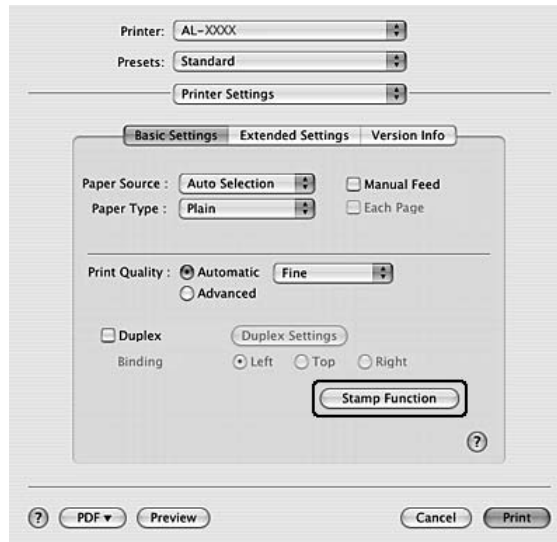 Printer: AL-XXXX
Presets: Standard
Printer Settings
Basic Settings Extended Settings Version Info
Paper Source : Auto Selection Manual Feed
Paper Type : Plain Each Page
Print Quality : Automatic Fine
Advanced
Duplex Duplex Settings
Binding Left Top Right
Stamp Function
?
? PDF▼ Preview Cancel Print